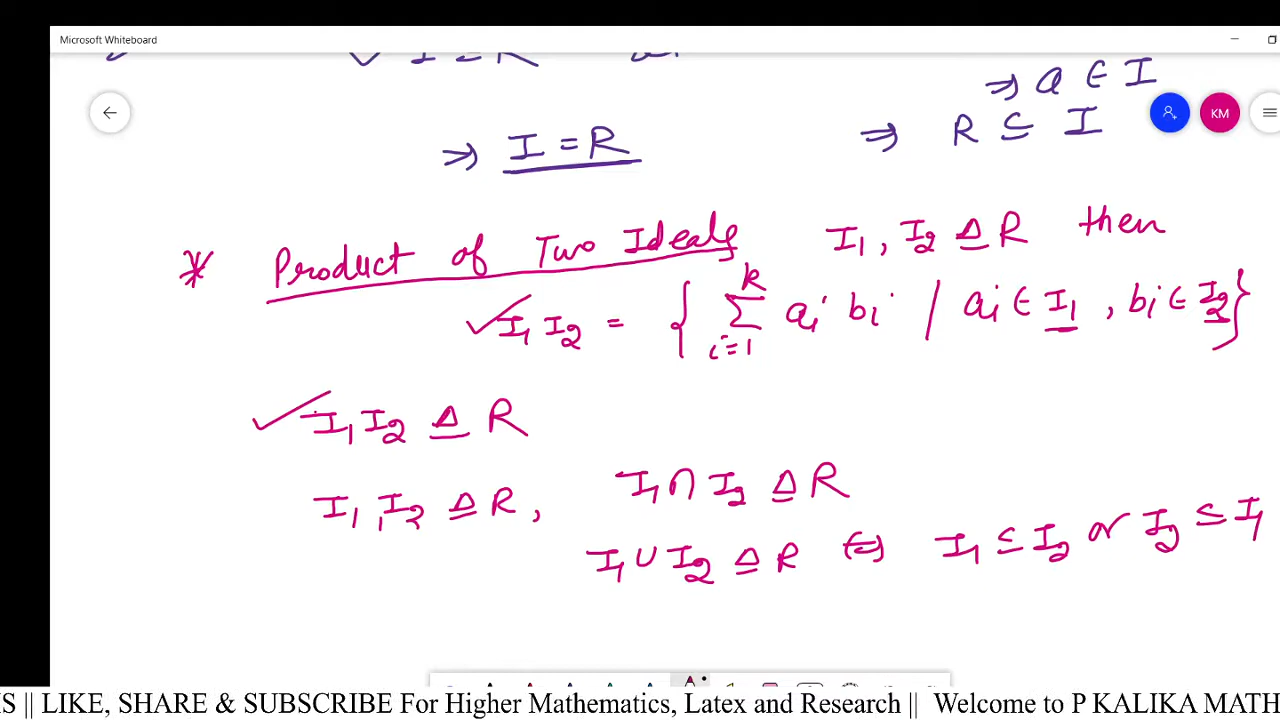 Microsoft Whiteboard
⇒ a ∈ I
KM
⇒ I = R
⇒ R ⊆ I
* Product of Two Ideals I₁, I₂ ⊴ R then
I₁ I₂ = { ∑_{i=1}^{k} aᵢ bᵢ / aᵢ ∈ I₁, bᵢ ∈ I₂ }
I₁ I₂ ⊴ R
I₁, I₂ ⊴ R, I₁ ∩ I₂ ⊴ R
I₁ ∪ I₂ ⊴ R ⇔ I₁ ⊆ I₂ or I₂ ⊆ I₁
S || LIKE, SHARE & SUBSCRIBE For Higher Mathematics, Latex and Research || Welcome to P KALIKA MATH